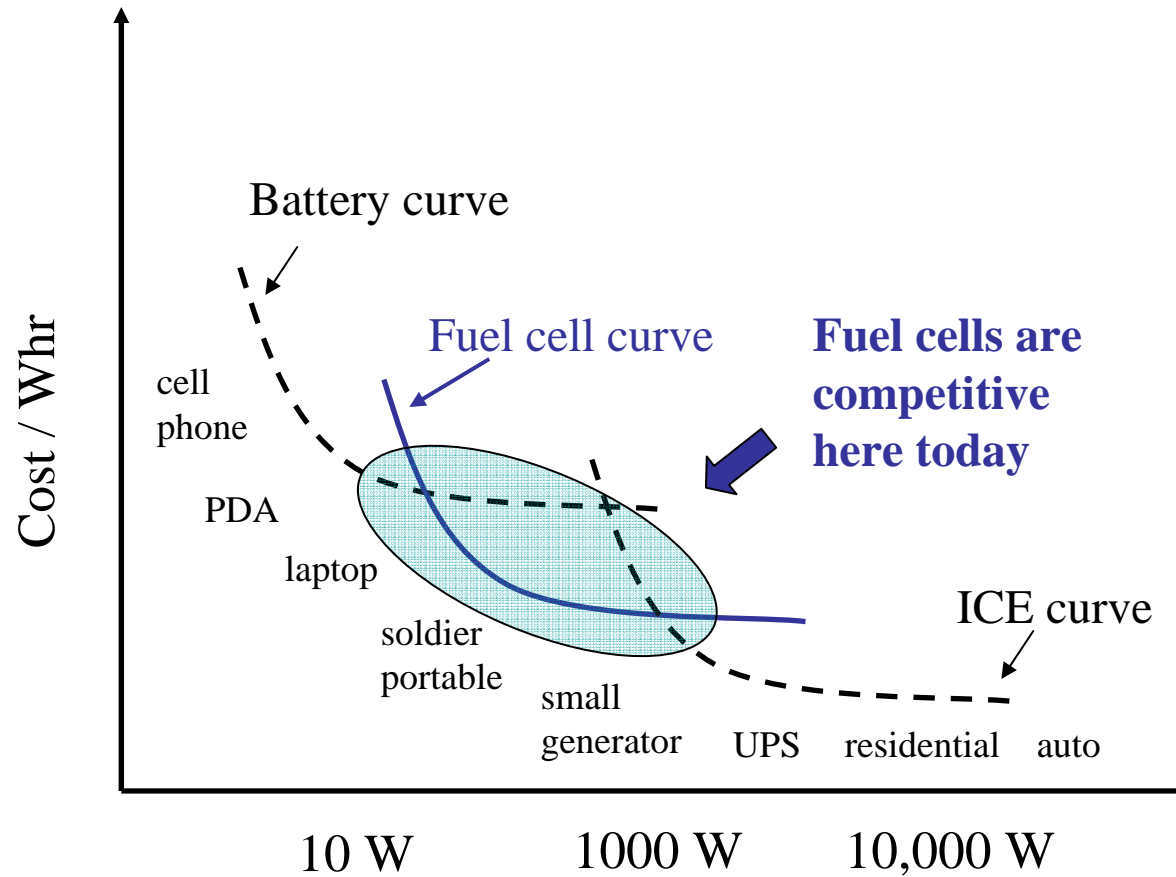 Battery curve
Fuel cell curve
Fuel cells are
competitive
here today
Cost / Whr
cell
phone
PDA
laptop
soldier
portable
small
generator
ICE curve
UPS
residential
auto
10 W
1000 W
10,000 W